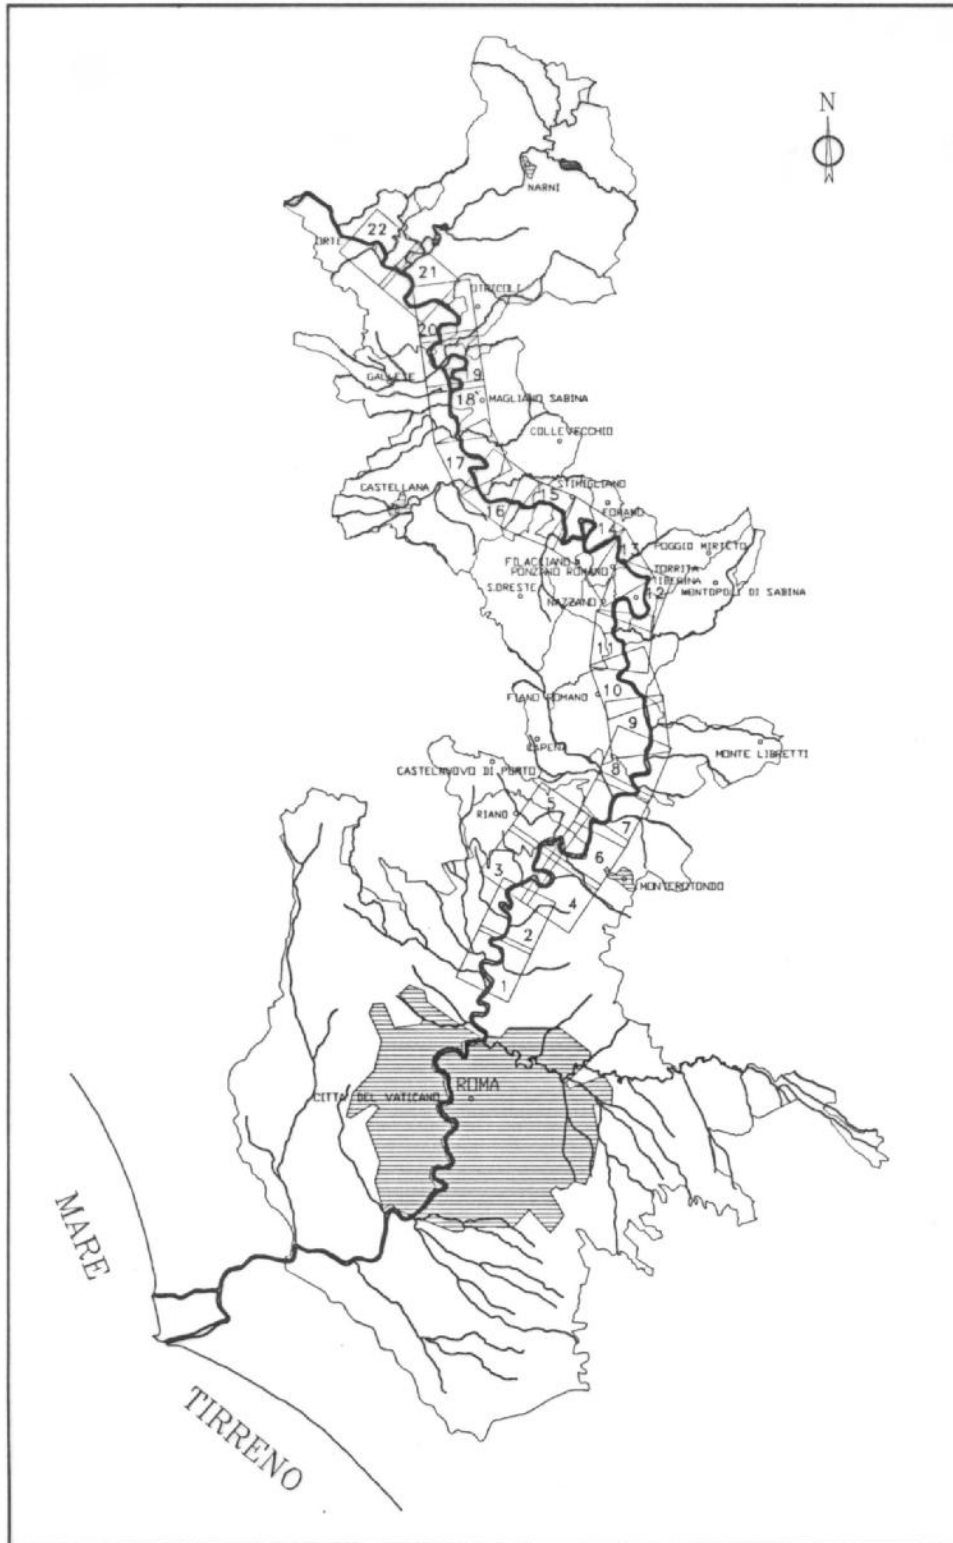 N
NARNI
22
ORTE
21
OTRICOLI
20
GALLESE
19
18
MAGLIANO SABINA
COLLEVECCHIO
17
CASTELLANA
STIMIGLIANO
15
16
FORANO
14
13
POGGIO MIRTETO
FILACCIANO
PONZANO ROMANO
TORRITA
TIBERINA
S.ORESTE
12
MONTOPOLI DI SABINA
NAZZANO
11
10
FIANO ROMANO
9
MONTE LIBRETTI
CASTELNUOVO DI PORTO
8
5
RIANO
7
6
3
MONTEROTONDO
4
2
1
ROMA
CITTA' DEL VATICANO
MARE
TIRRENO